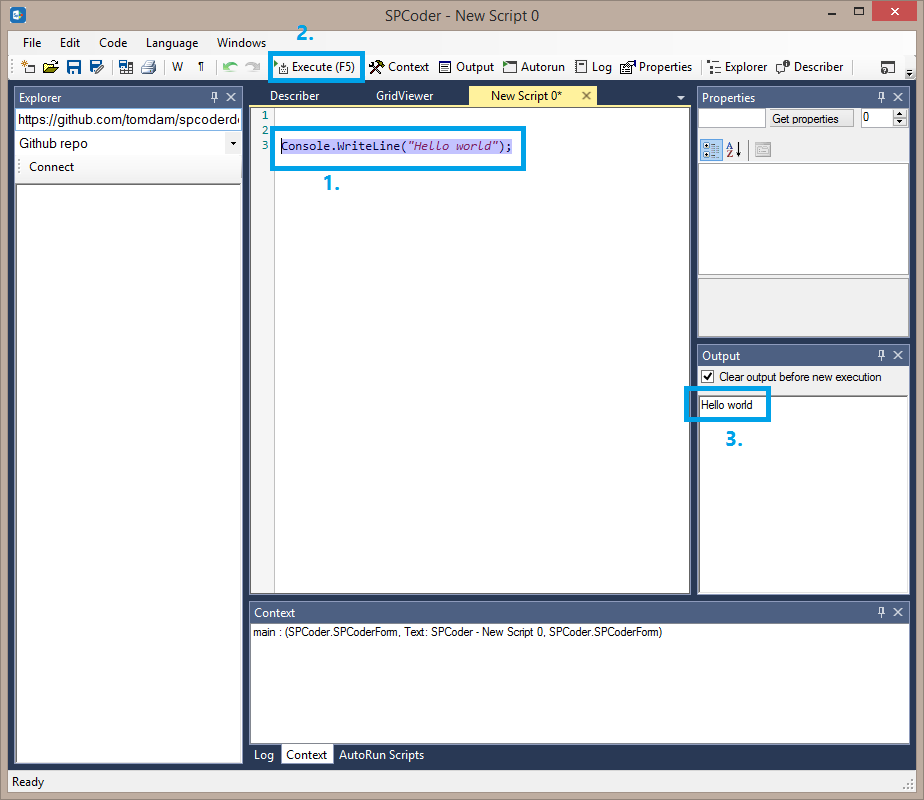 SPCoder - New Script 0
File Edit Code Language Windows
2.
W ¶ Execute (F5) Context Output Autorun Log Properties Explorer Describer
Explorer
https://github.com/tomdam/spcoderd
Github repo
Connect
Describer GridViewer New Script 0*
1
2
3 Console.WriteLine("Hello world");
1.
Properties
Get properties 0
A
Z
Output
Clear output before new execution
Hello world
3.
Context
main : (SPCoder.SPCoderForm, Text: SPCoder - New Script 0, SPCoder.SPCoderForm)
Log Context AutoRun Scripts
Ready